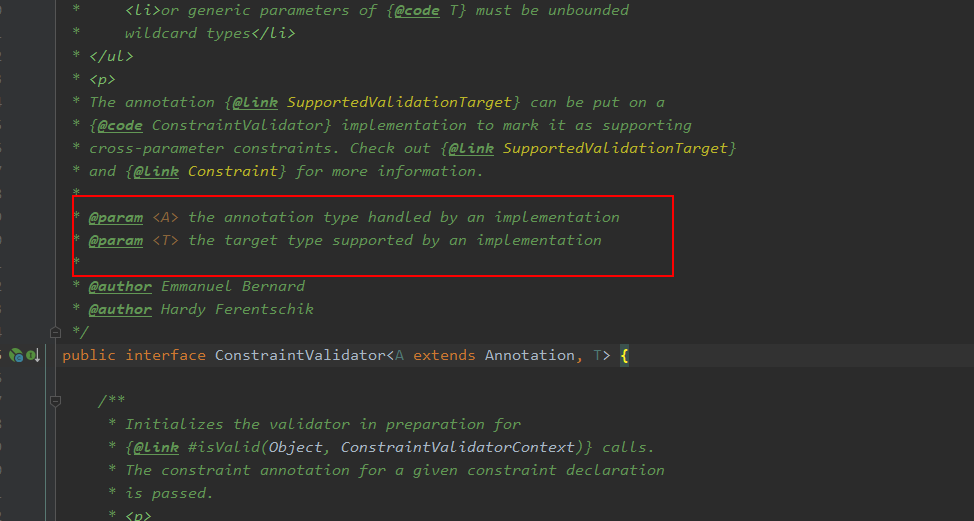 *     <li>or generic parameters of {@code T} must be unbounded
*     wildcard types</li>
* </ul>
* <p>
* The annotation {@link SupportedValidationTarget} can be put on a
* {@code ConstraintValidator} implementation to mark it as supporting
* cross-parameter constraints. Check out {@link SupportedValidationTarget}
* and {@link Constraint} for more information.
*
* @param <A> the annotation type handled by an implementation
* @param <T> the target type supported by an implementation
*
* @author Emmanuel Bernard
* @author Hardy Ferentschik
*/
public interface ConstraintValidator<A extends Annotation, T> {
/**
* Initializes the validator in preparation for
* {@link #isValid(Object, ConstraintValidatorContext)} calls.
* The constraint annotation for a given constraint declaration
* is passed.
* <p>